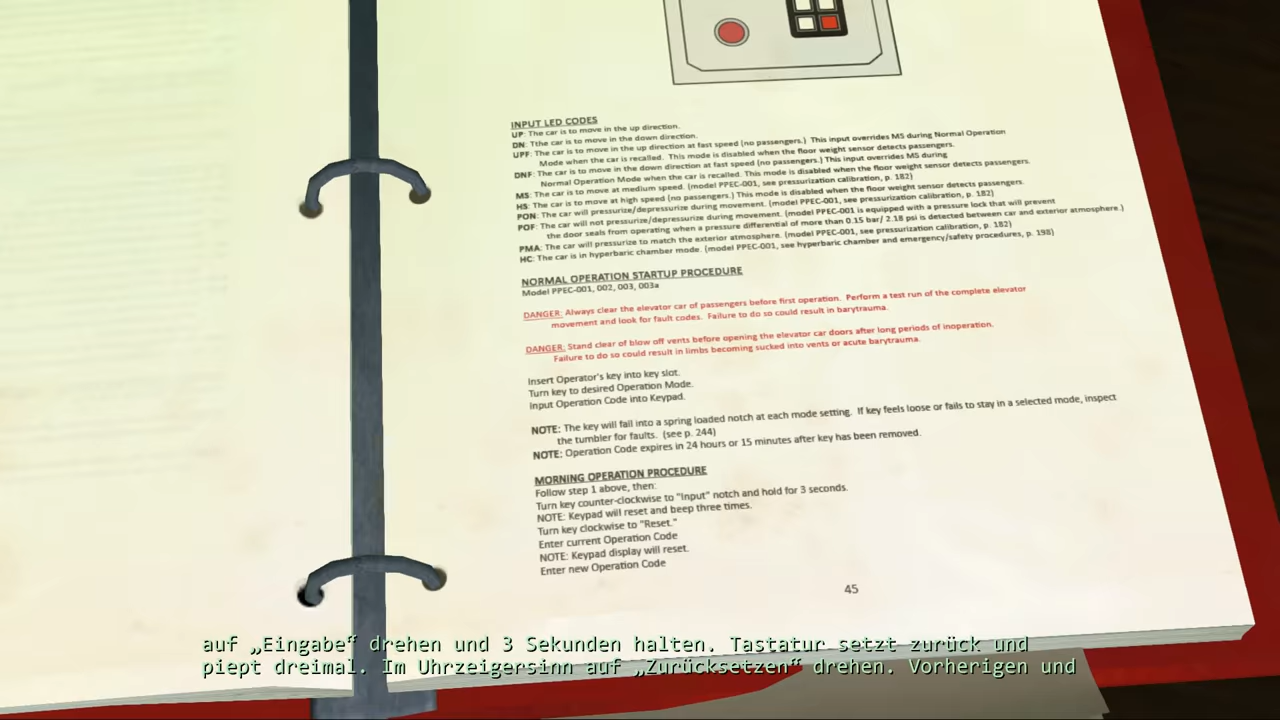 INPUT LED CODES
UP: The car is to move in the up direction.
DN: Tthe car is to move in the down direction.
UPF: The car is to move in the up direction at fast speed (no passengers.)  This input overrides MS during Normal Operation
Mode when the car is recalled.  This mode is disabled when the floor weight sensor detects passengers.
DNF: The car is to move in the down direction at fast speed (no passengers.) This input overrides MS during
Normal Operation Mode when the car is recalled. This mode is disabled when the floor weight sensor detects passengers.
MS: The car is to move at medium speed. (model PPEC-001, see pressurization calibration, p. 182)
HS: The car is to move at high speed (no passengers.) This mode is disabled when the floor weight sensor detects passengers.
PON: The car will pressurize/depressurize during movement. (model PPEC-001, see pressurization calibration, p. 182)
POF: The car will not pressurize/depressurize during movement. (model PPEC-001 is equipped with a pressure lock that will prevent
the door seals from operating when a pressure differential of more than 0.15 bar/ 2.18 psi is detected between car and exterior atmosphere.)
PMA: The car will pressurize to match the exterior atmosphere. (model PPEC-001, see pressurization calibration, p. 182)
HC: The car is in hyperbaric chamber mode. (model PPEC-001, see hyperbaric chamber and emergency/safety procedures, p. 198)
NORMAL OPERATION STARTUP PROCEDURE
Model PPEC-001, 002, 003, 003a
DANGER: Always clear the elevator car of passengers before first operation.  Perform a test run of the complete elevator
movement and look for fault codes.  Failure to do so could result in barytrauma.
DANGER: Stand clear of blow off vents before opening the elevator car doors after long periods of inoperation.
Failure to do so could result in limbs becoming sucked into vents or acute barytrauma.
Insert Operator's key into key slot.
Turn key to desired Operation Mode.
Input Operation Code into Keypad.
NOTE: The key will fall into a spring loaded notch at each mode setting.  If key feels loose or fails to stay in a selected mode, inspect
the tumbler for faults.  (see p. 244)
NOTE: Operation Code expires in 24 hours or 15 minutes after key has been removed.
MORNING OPERATION PROCEDURE
Follow step 1 above, then:
Turn key counter-clockwise to "Input" notch and hold for 3 seconds.
NOTE: Keypad will reset and beep three times.
Turn key clockwise to "Reset."
Enter current Operation Code
NOTE: Keypad display will reset.
Enter new Operation Code
45
auf „Eingabe“ drehen und 3 Sekunden halten. Tastatur setzt zurück und
piept dreimal. Im Uhrzeigersinn auf „Zurücksetzen“ drehen. Vorherigen und